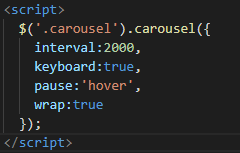 <script>
  $('.carousel').carousel({
    interval:2000,
    keyboard:true,
    pause:'hover',
    wrap:true
  });
</script>